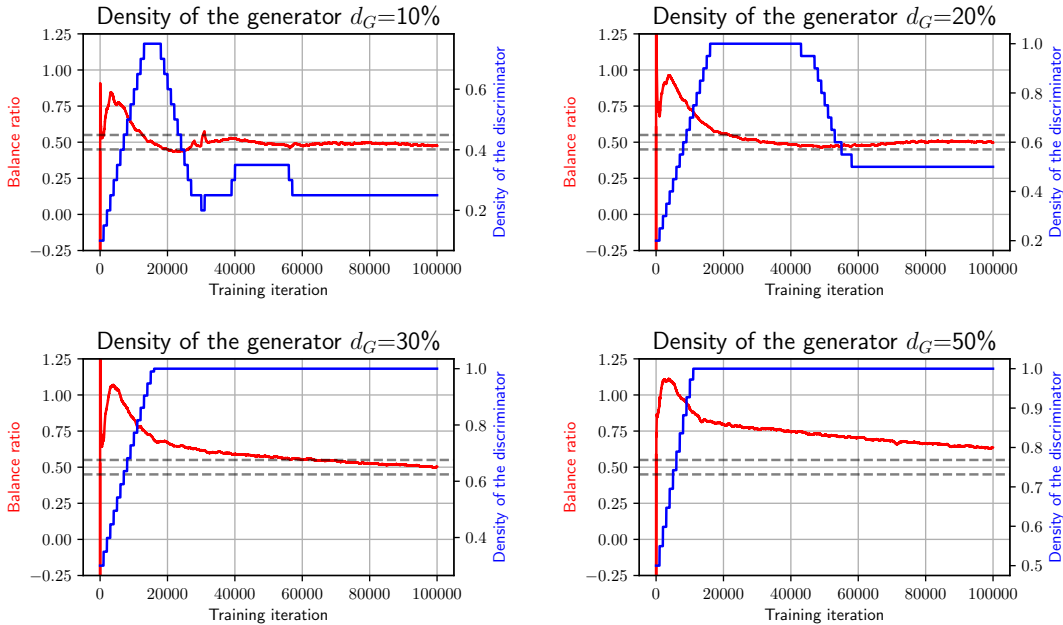 Density of the generator d_G=10%
1.25
1.00
0.75
0.50
0.25
0.00
−0.25
Balance ratio
0.6
0.4
0.2
Density of the discriminator
0 20000 40000 60000 80000 100000
Training iteration
Density of the generator d_G=20%
1.25
1.00
0.75
0.50
0.25
0.00
−0.25
Balance ratio
1.0
0.9
0.8
0.7
0.6
0.5
0.4
0.3
0.2
Density of the discriminator
0 20000 40000 60000 80000 100000
Training iteration
Density of the generator d_G=30%
1.25
1.00
0.75
0.50
0.25
0.00
−0.25
Balance ratio
1.0
0.8
0.6
0.4
Density of the discriminator
0 20000 40000 60000 80000 100000
Training iteration
Density of the generator d_G=50%
1.25
1.00
0.75
0.50
0.25
0.00
−0.25
Balance ratio
1.0
0.9
0.8
0.7
0.6
0.5
Density of the discriminator
0 20000 40000 60000 80000 100000
Training iteration